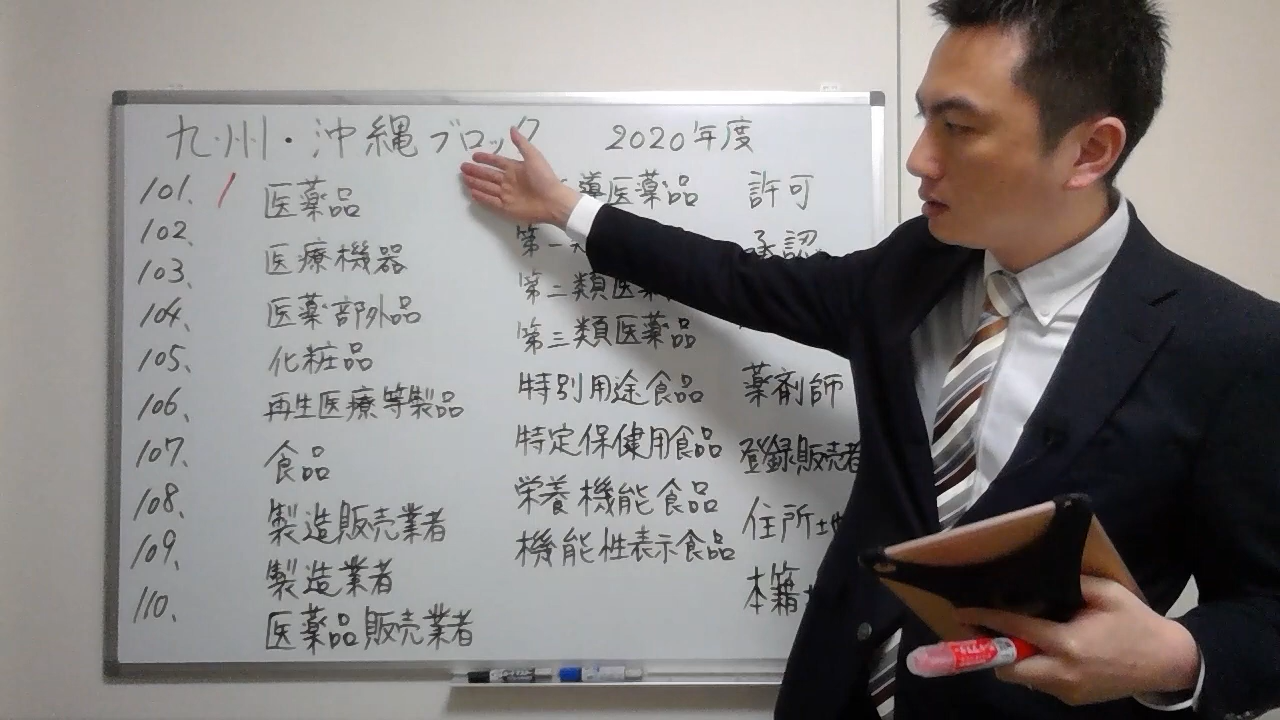 九州・沖縄ブロック 2020年度
101. 1
102.
103.
104.
105.
106.
107.
108.
109.
110.
医薬品
医療機器
医薬部外品
化粧品
再生医療等製品
食品
製造販売業者
製造業者
医薬品販売業者
導医薬品
第一
第二類医薬
第三類医薬品
特別用途食品
特定保健用食品
栄養機能食品
機能性表示食品
許可
承認
薬剤師
登録販売者
住所地
本籍